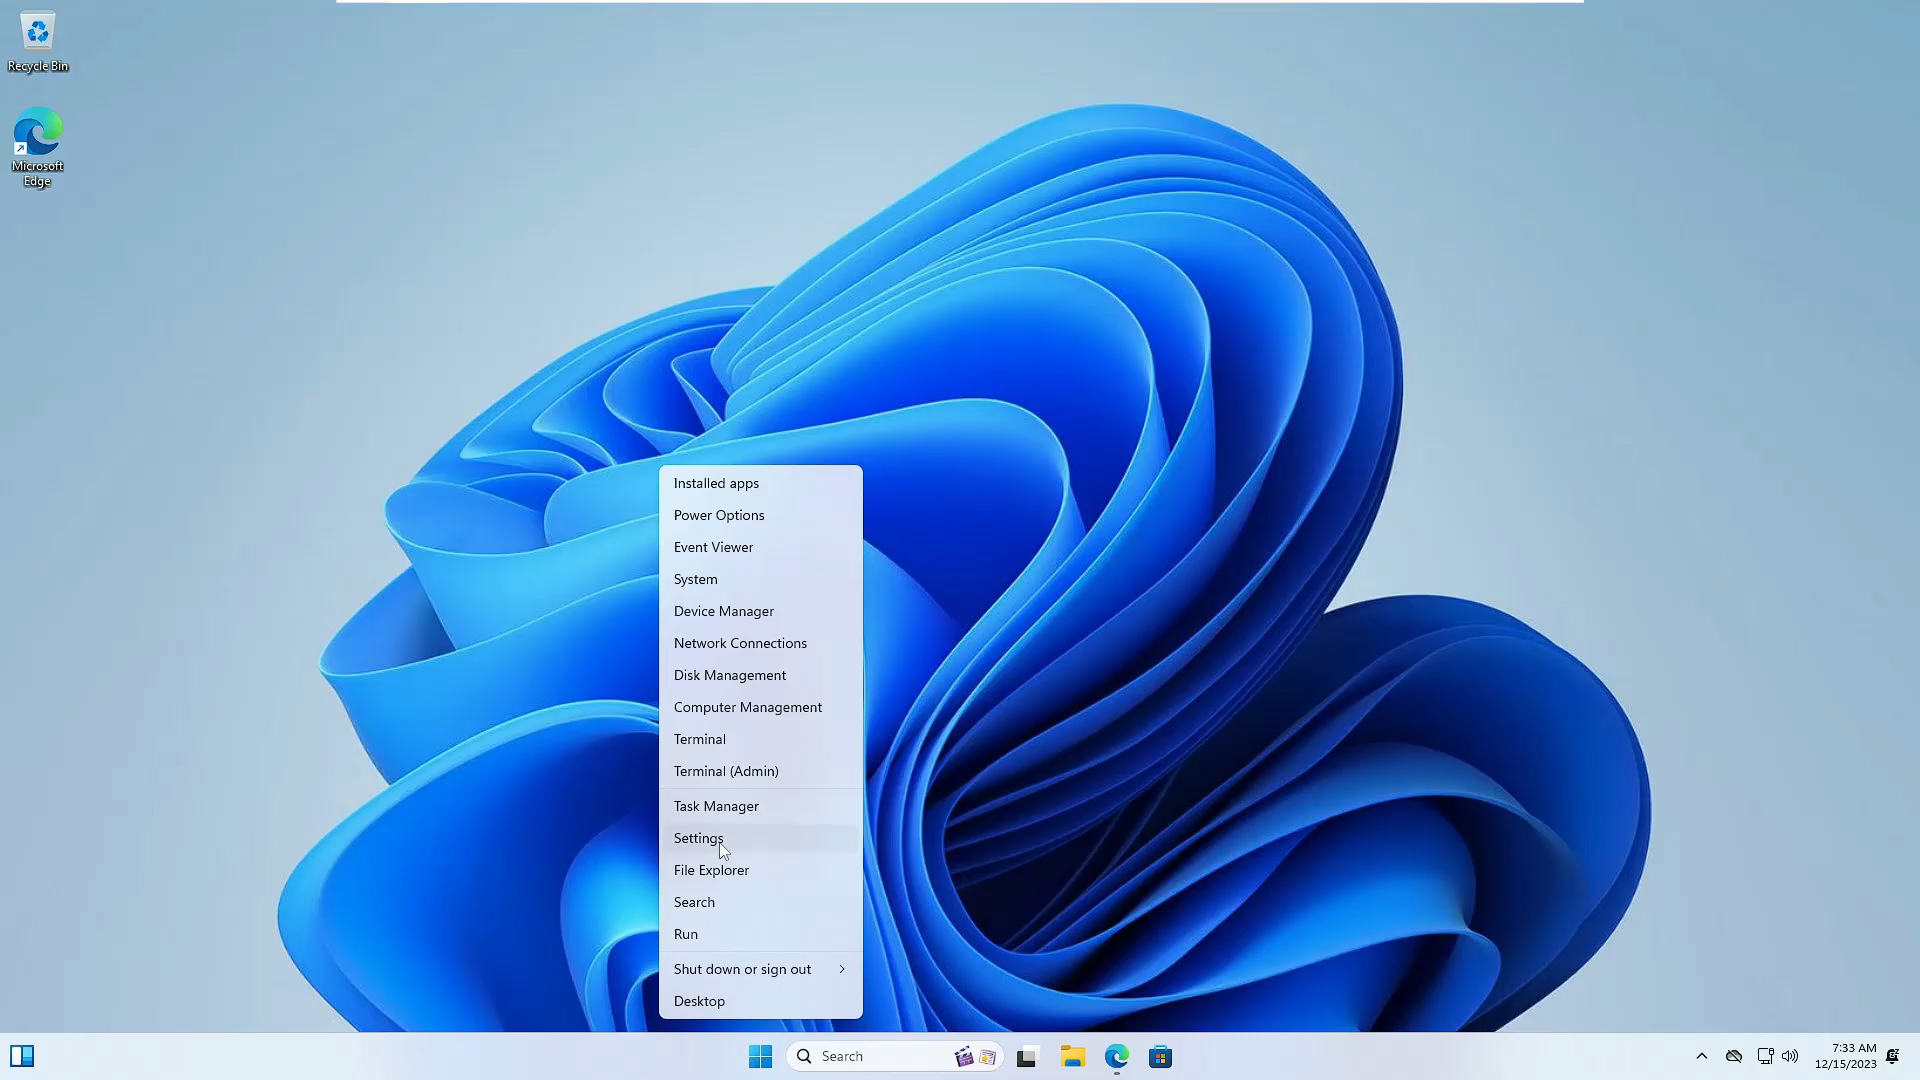 Recycle Bin
Microsoft
Edge
Installed apps
Power Options
Event Viewer
System
Device Manager
Network Connections
Disk Management
Computer Management
Terminal
Terminal (Admin)
Task Manager
Settings
File Explorer
Search
Run
Shut down or sign out
Desktop
Search
7:33 AM
12/15/2023